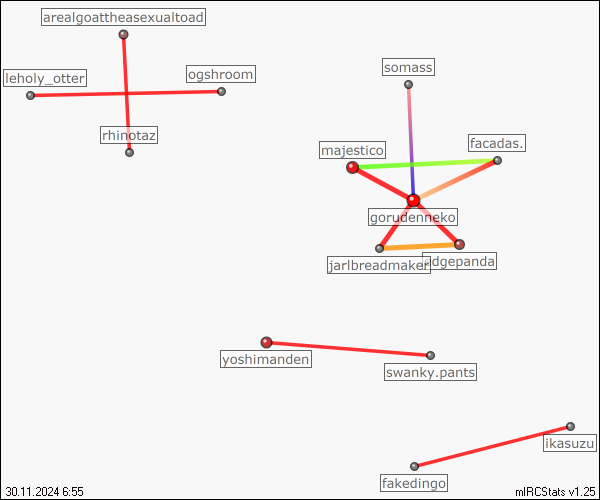 arealgoattheasexualtoad
leholy_otter
ogshroom
rhinotaz
somass
majestico
facadas.
gorudenneko
jarlbreadmaker
yoshimanden
swanky.pants
ikasuzu
fakedingo
30.11.2024 6:55
mIRCStats v1.25